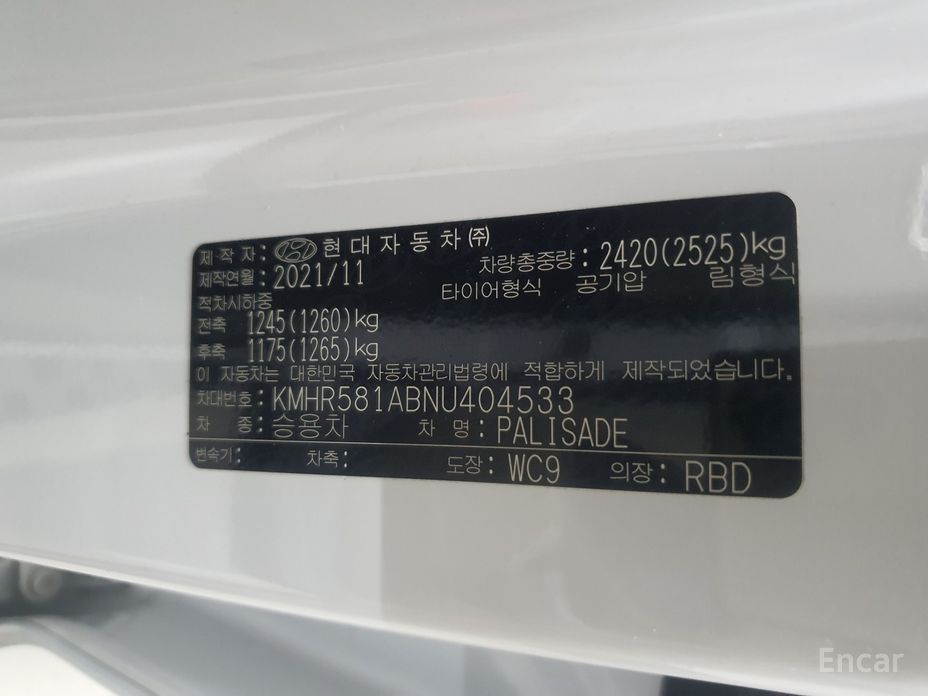 제 작 자 : 현 대 자 동 차 ㈜
제작연월 : 2021/11 차량총중량 : 2420(2525)kg
적차시하중 타이어형식 공기압 림형식
전축 1245(1260)kg
후축 1175(1265)kg
이 자동차는 대한민국 자동차관리법령에 적합하게 제작되었습니다.
차대번호 : KMHR581ABNU404533
차 종 : 승용차 차 명 : PALISADE
변속기 : 차축 : 도장 : WC9 의장 : RBD
Encar